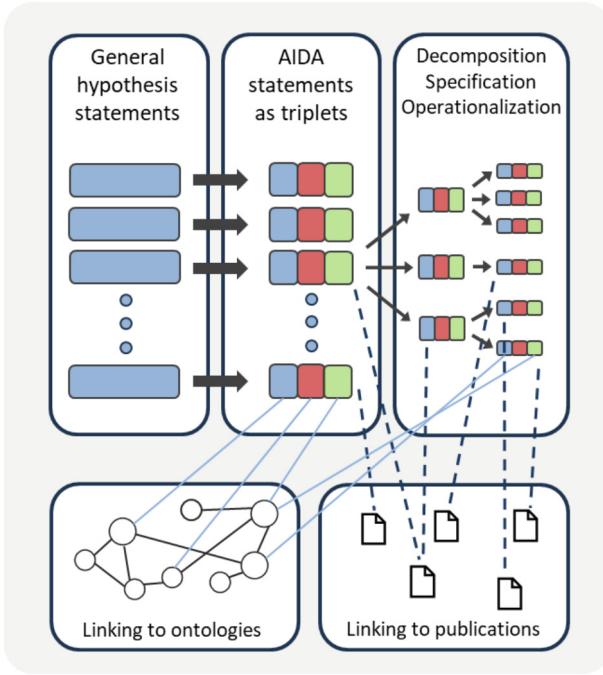 General
hypothesis
statements
AIDA
statements
as triplets
Decomposition
Specification
Operationalization
Linking to ontologies
Linking to publications